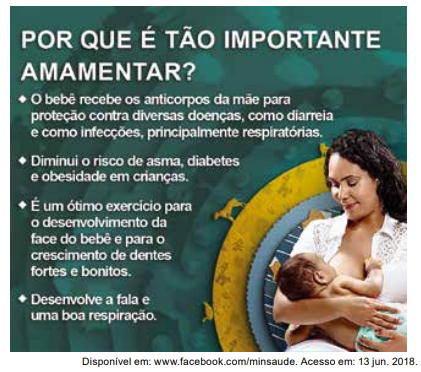 POR QUE É TÃO IMPORTANTE
AMAMENTAR?
◆ O bebê recebe os anticorpos da mãe para
proteção contra diversas doenças, como diarreia
e como infecções, principalmente respiratórias.
◆ Diminui o risco de asma, diabetes
e obesidade em crianças.
◆ É um ótimo exercício para
o desenvolvimento da
face do bebê e para o
crescimento de dentes
fortes e bonitos.
◆ Desenvolve a fala e
uma boa respiração.
Disponível em: www.facebook.com/minsaude. Acesso em: 13 jun. 2018.